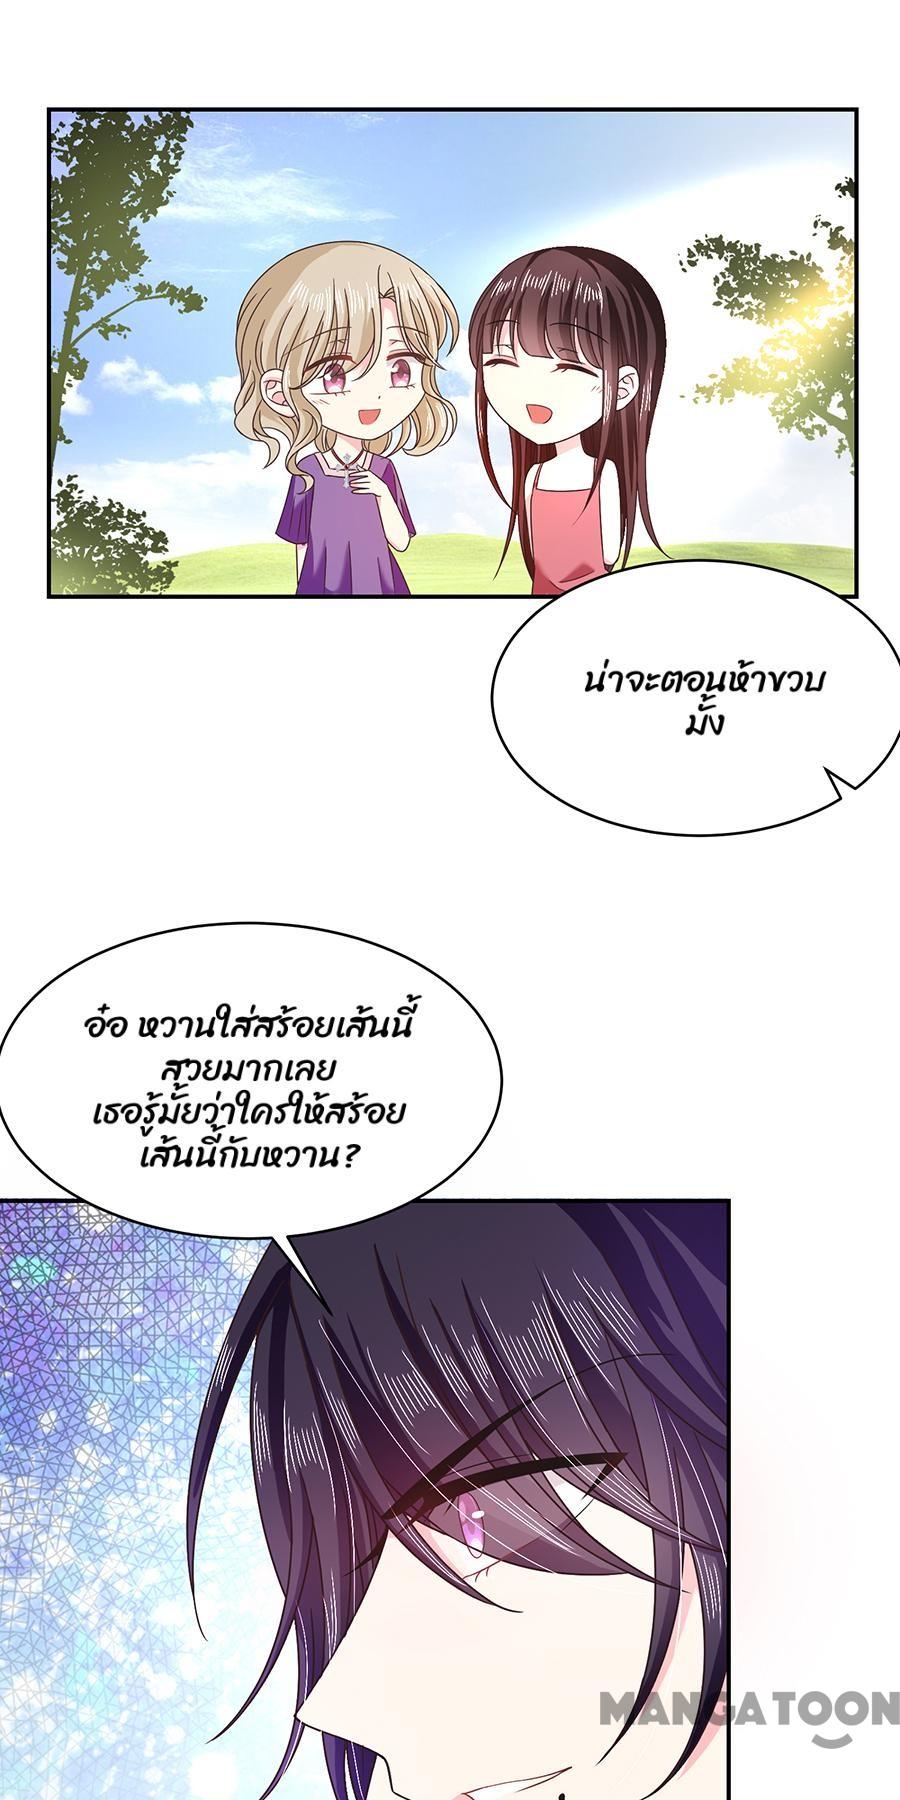 น่าจะตอนห้าขวบ
มั้ง
อ๋อ หวานใส่สร้อยเส้นนี้
สวยมากเลย
เธอรู้มั้ยว่าใครให้สร้อย
เส้นนี้กับหวาน?
MANGATOON